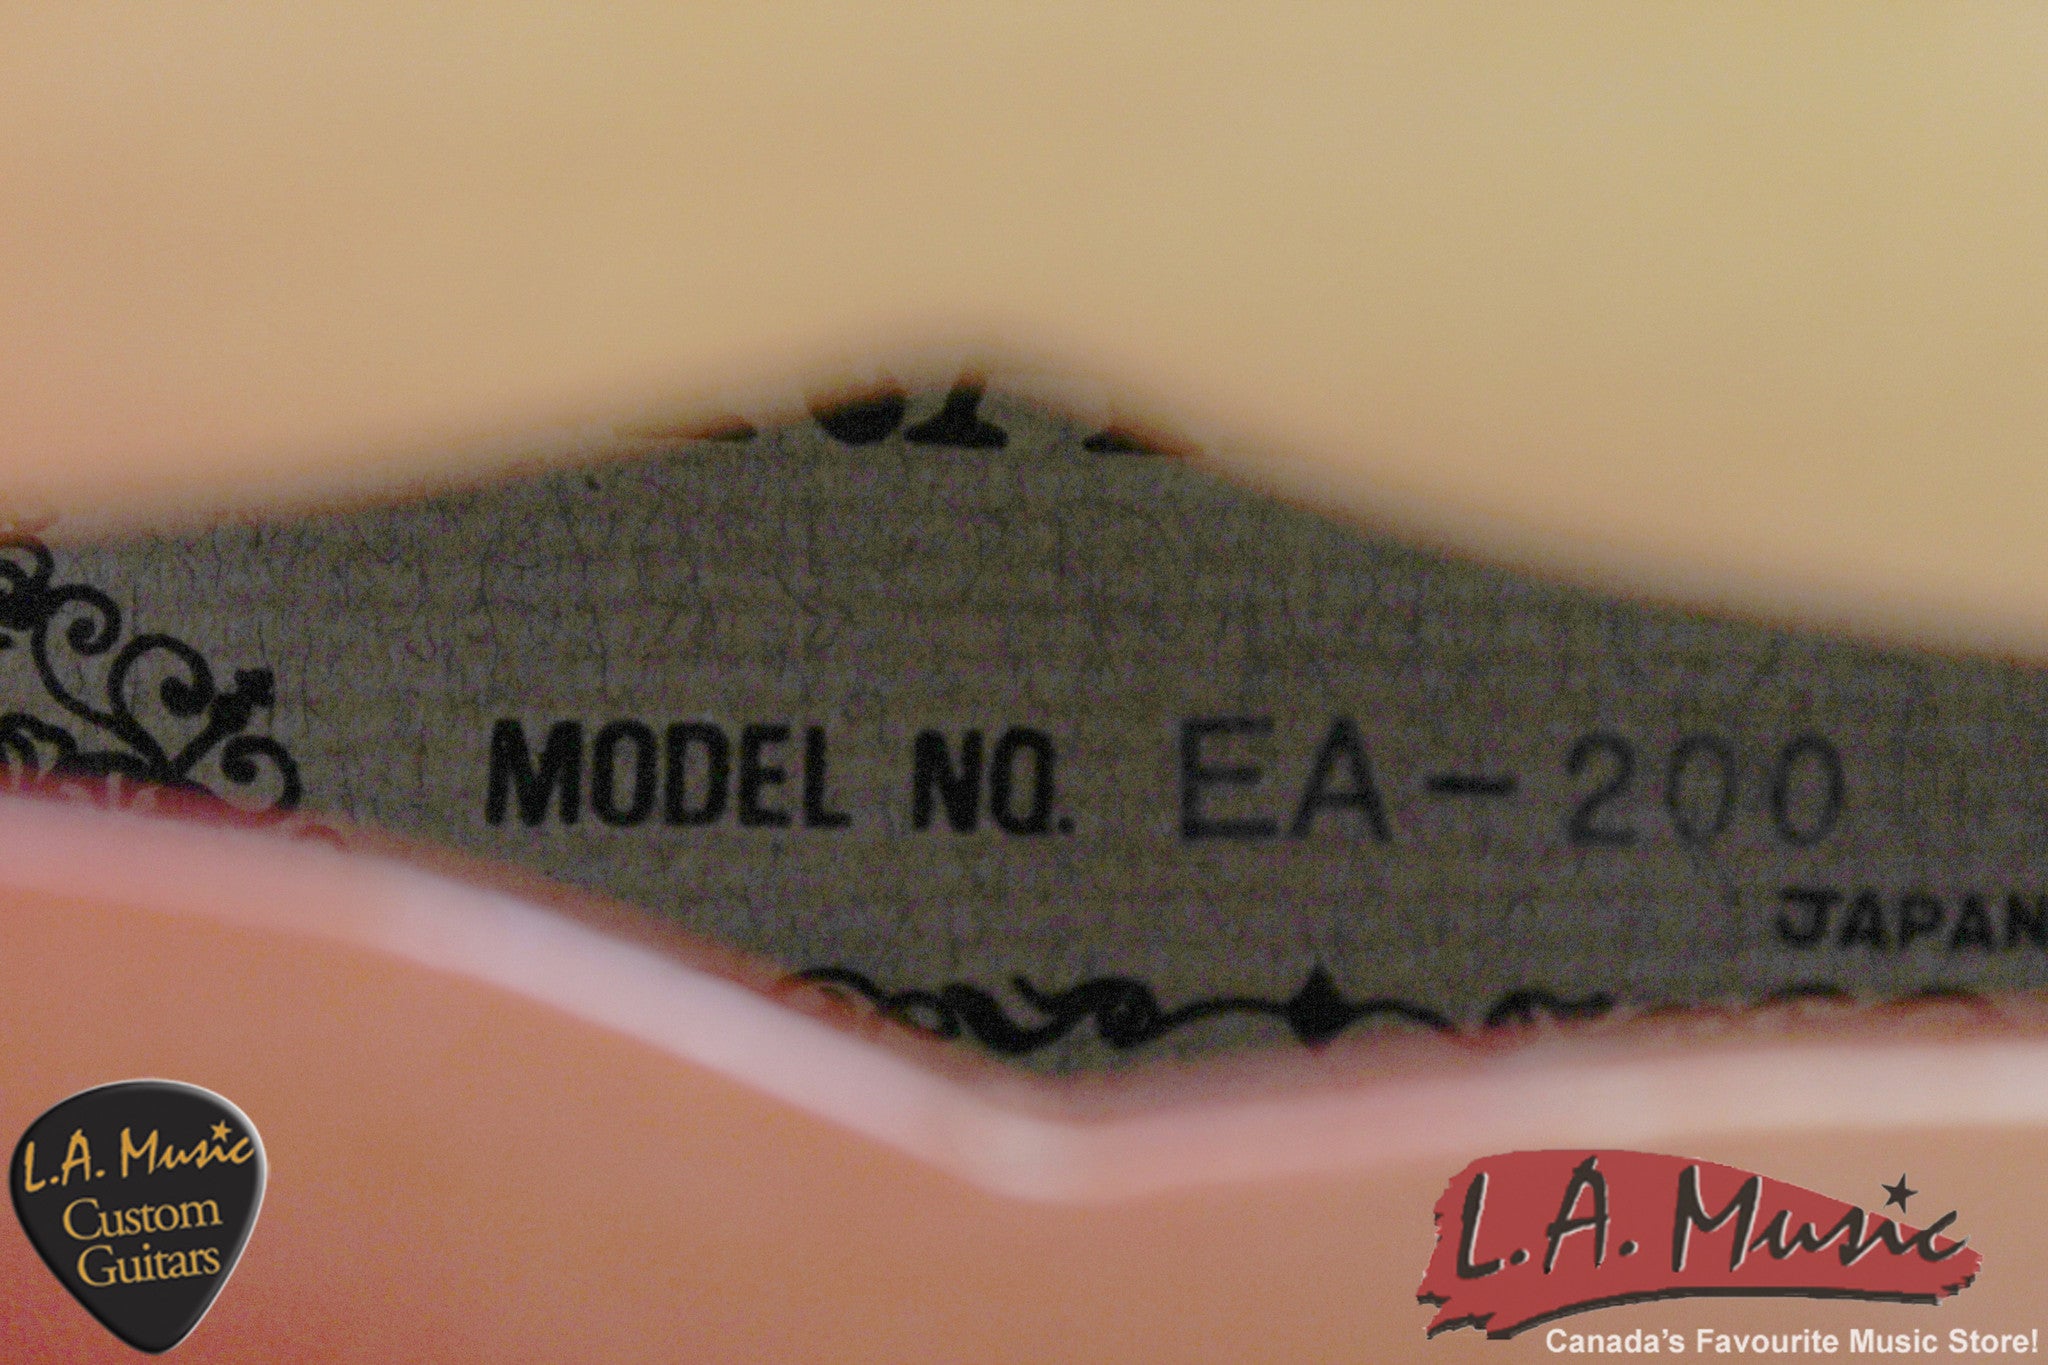 MODEL NO. EA-200
JAPAN
L.A. Music
Custom
Guitars
L.A. Music
Canada's Favourite Music Store!